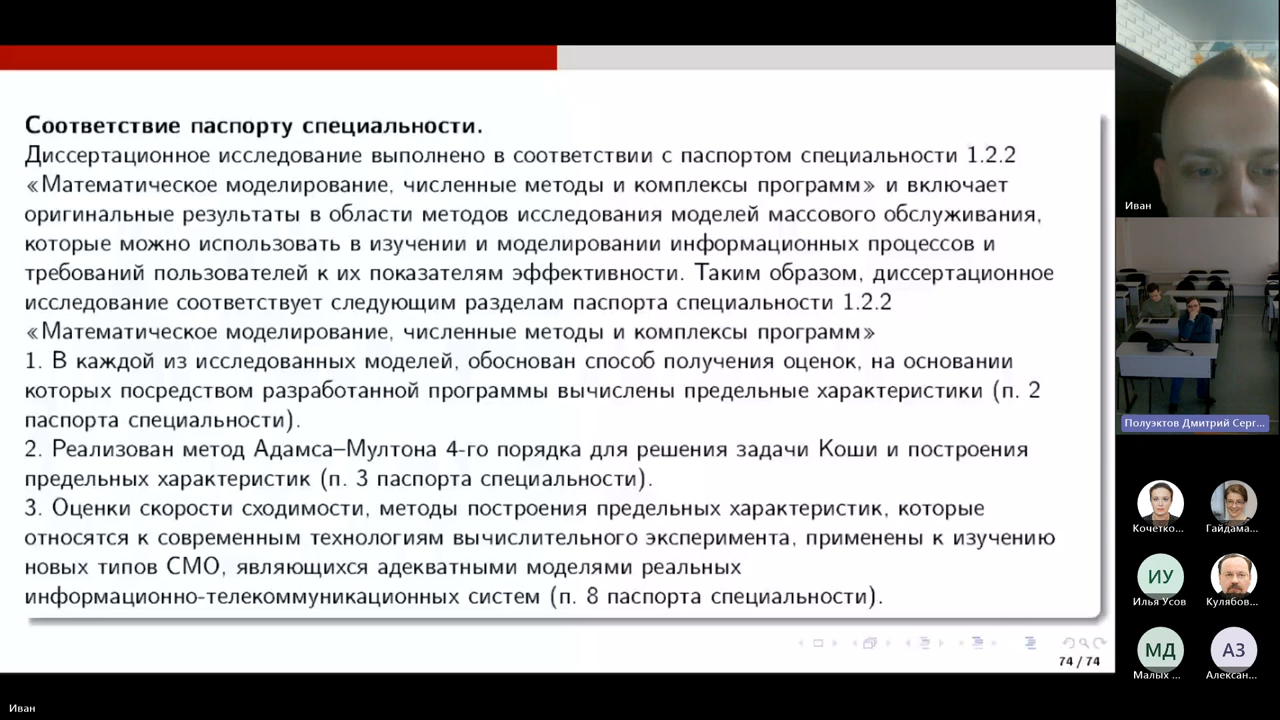 Соответствие паспорту специальности.
Диссертационное исследование выполнено в соответствии с паспортом специальности 1.2.2
«Математическое моделирование, численные методы и комплексы программ» и включает
оригинальные результаты в области методов исследования моделей массового обслуживания,
которые можно использовать в изучении и моделировании информационных процессов и
требований пользователей к их показателям эффективности. Таким образом, диссертационное
исследование соответствует следующим разделам паспорта специальности 1.2.2
«Математическое моделирование, численные методы и комплексы программ»
1. В каждой из исследованных моделей, обоснован способ получения оценок, на основании
которых посредством разработанной программы вычислены предельные характеристики (п. 2
паспорта специальности).
2. Реализован метод Адамса–Мултона 4-го порядка для решения задачи Коши и построения
предельных характеристик (п. 3 паспорта специальности).
3. Оценки скорости сходимости, методы построения предельных характеристик, которые
относятся к современным технологиям вычислительного эксперимента, применены к изучению
новых типов СМО, являющихся адекватными моделями реальных
информационно-телекоммуникационных систем (п. 8 паспорта специальности).
74 / 74
Иван
Иван
Полуэктов Дмитрий Серг...
Кочетко...
Гайдама...
ИУ
Илья Усов
Кулябов...
МД
Малых ...
АЗ
Алексан...